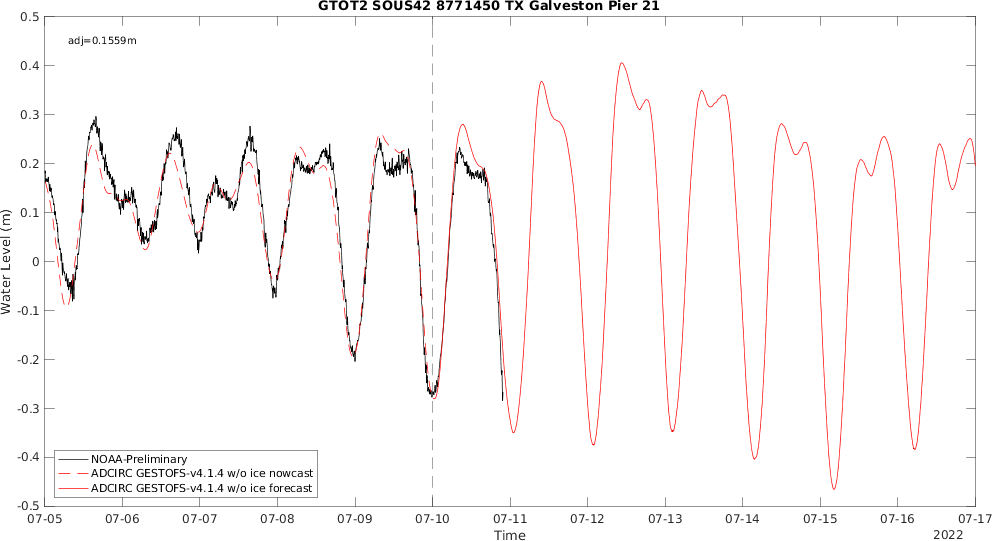 GTOT2 SOUS42 8771450 TX Galveston Pier 21
adj=0.1559m
0.5
0.4
0.3
0.2
0.1
0
-0.1
-0.2
-0.3
-0.4
-0.5
Water Level (m)
NOAA-Preliminary
ADCIRC GESTOFS-v4.1.4 w/o ice nowcast
ADCIRC GESTOFS-v4.1.4 w/o ice forecast
07-05 07-06 07-07 07-08 07-09 07-10 07-11 07-12 07-13 07-14 07-15 07-16 07-17
Time
2022